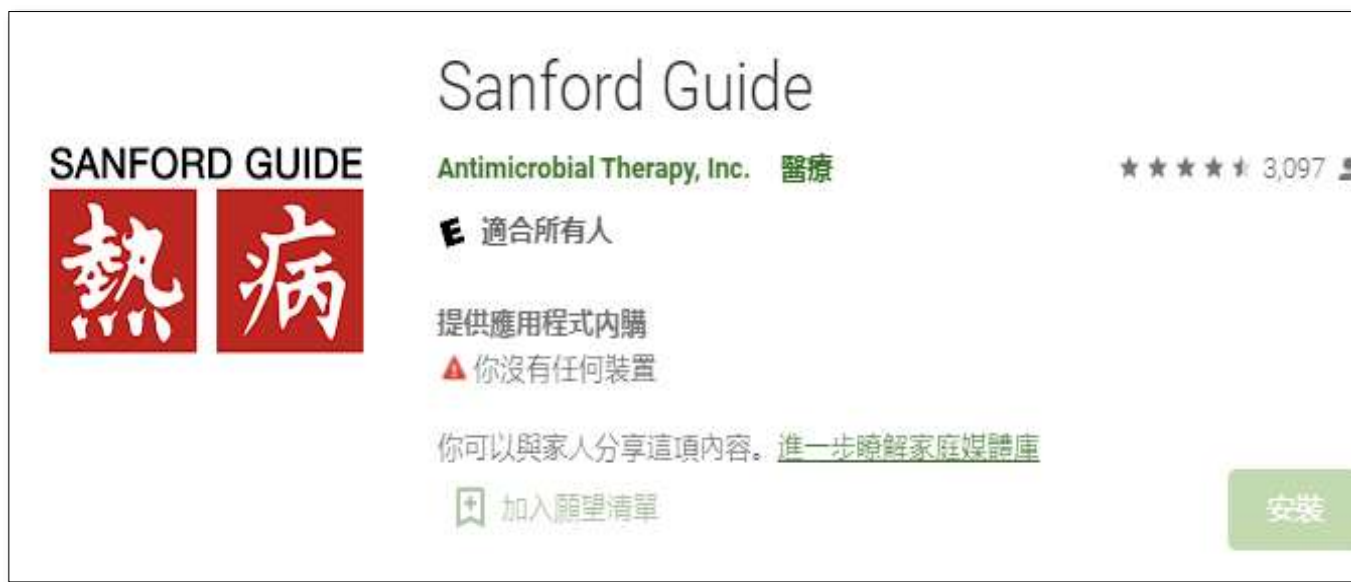 Sanford Guide
SANFORD GUIDE
熱病
Antimicrobial Therapy, Inc. 醫療
3,097
E 適合所有人
提供應用程式內購
你沒有任何裝置
你可以與家人分享這項內容。進一步瞭解家庭媒體庫
加入願望清單
安裝